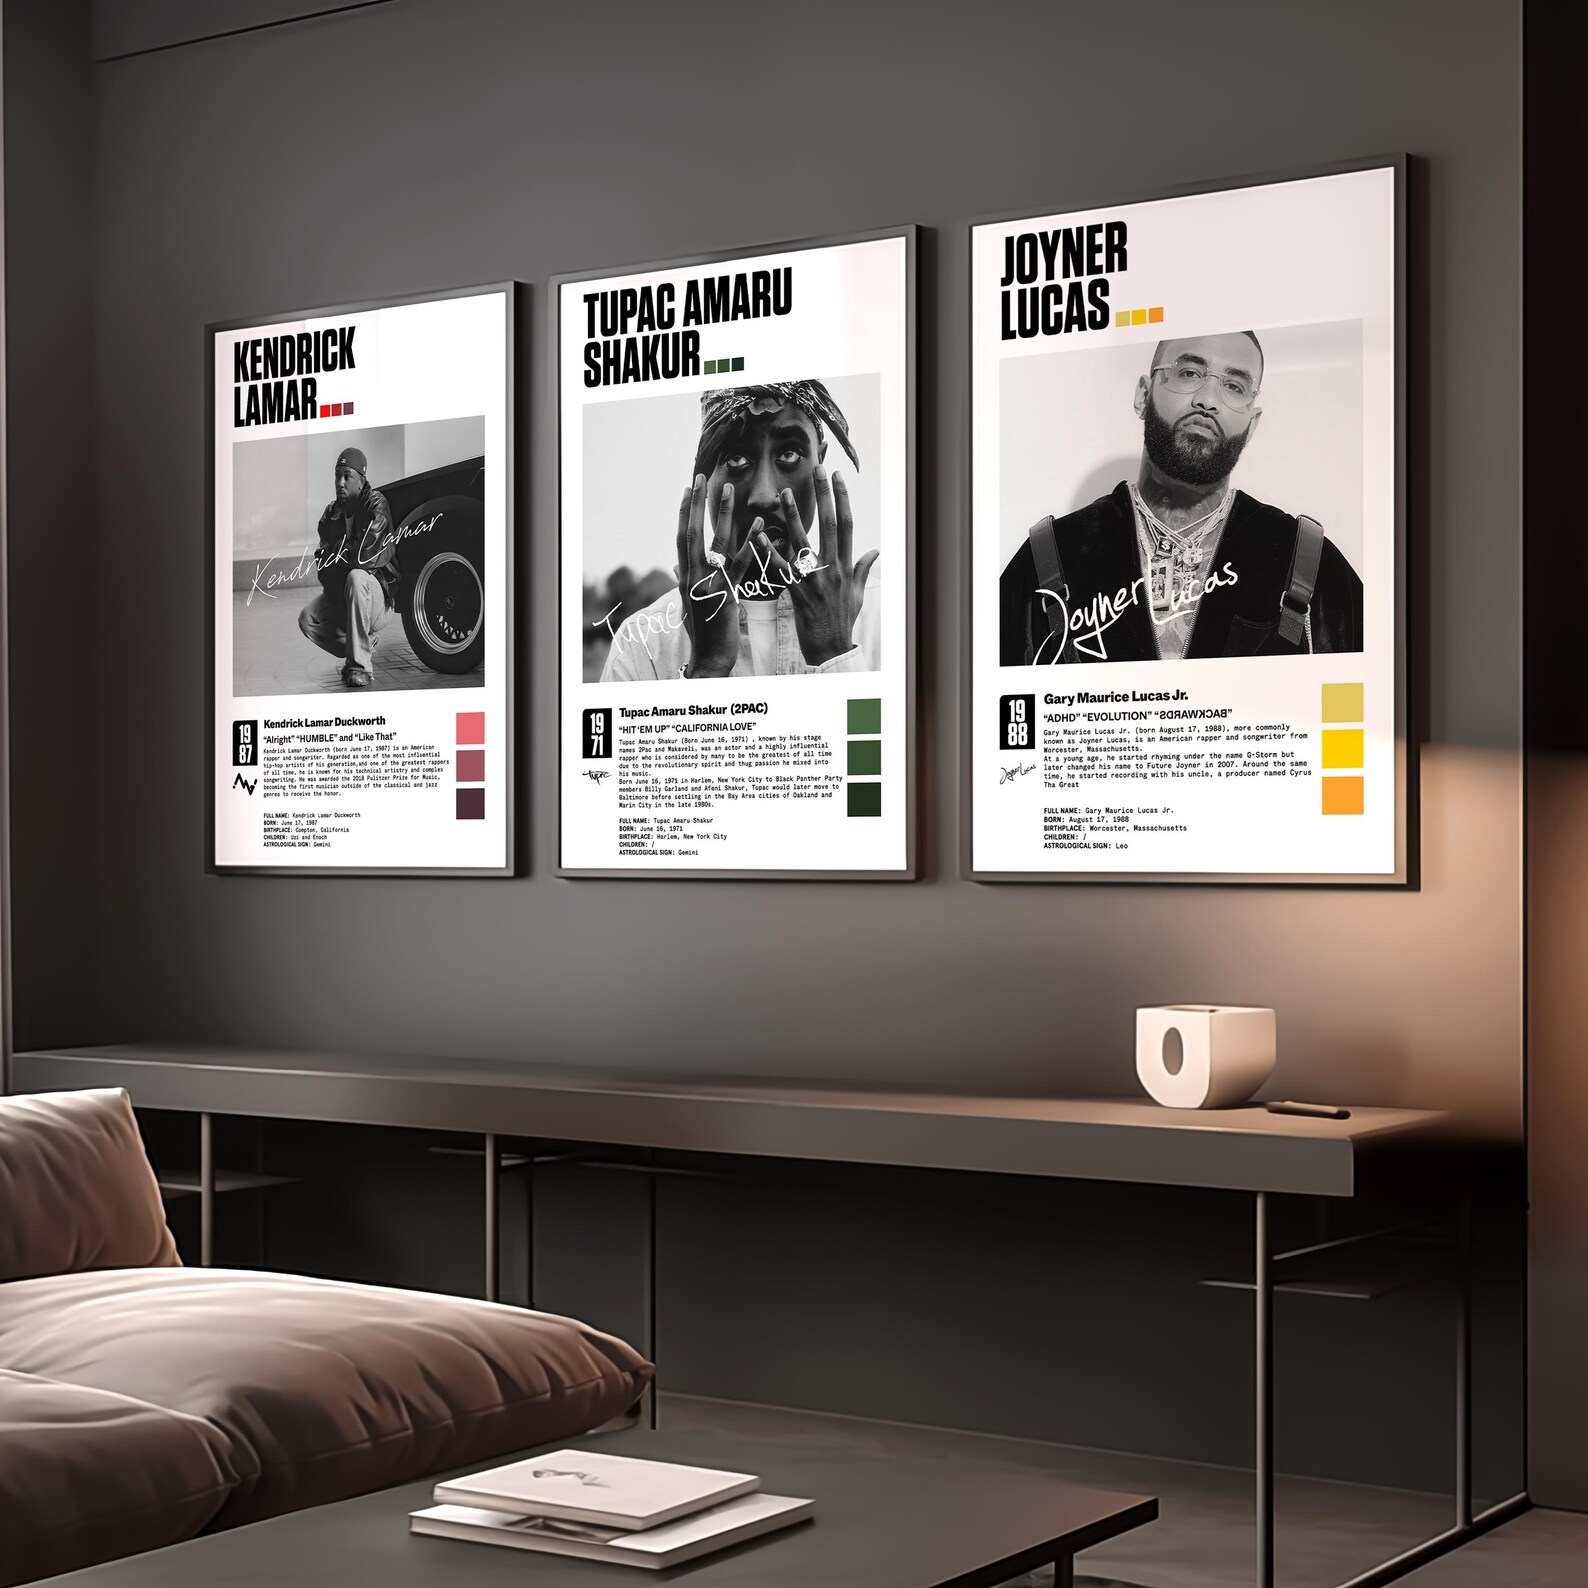 KENDRICK
LAMAR
Kendrick Lamar
19
87
Kendrick Lamar Duckworth
"Alright" "HUMBLE" and "Like That"
Kendrick Lamar Duckworth (born June 17, 1987) is an American
rapper and songwriter. Regarded as one of the most influential
hip-hop artists of his generation,and one of the greatest rappers
of all time, he is known for his technical artistry and complex
songwriting. He was awarded the 2018 Pulitzer Prize for Music,
becoming the first musician outside of the classical and jazz
genres to receive the honor.
FULL NAME: Kendrick Lamar Duckworth
BORN: June 17, 1987
BIRTHPLACE: Compton, California
CHILDREN: Uzi and Enoch
ASTROLOGICAL SIGN: Gemini
TUPAC AMARU
SHAKUR
Tupac Shakur
19
71
Tupac Amaru Shakur (2PAC)
"HIT 'EM UP" "CALIFORNIA LOVE"
Tupac Amaru Shakur (Born June 16, 1971) , known by his stage
names 2Pac and Makaveli, was an actor and a highly influential
rapper who is considered by many to be the greatest of all time
due to the revolutionary spirit and thug passion he mixed into
his music.
Born June 16, 1971 in Harlem, New York City to Black Panther Party
members Billy Garland and Afeni Shakur, Tupac would later move to
Baltimore before settling in the Bay Area cities of Oakland and
Marin City in the late 1980s.
Tupac
FULL NAME: Tupac Amaru Shakur
BORN: June 16, 1971
BIRTHPLACE: Harlem, New York City
CHILDREN: /
ASTROLOGICAL SIGN: Gemini
JOYNER
LUCAS
Joyner Lucas
19
88
Gary Maurice Lucas Jr.
"ADHD" "EVOLUTION" "BACKWARDS"
Gary Maurice Lucas Jr. (born August 17, 1988), more commonly
known as Joyner Lucas, is an American rapper and songwriter from
Worcester, Massachusetts.
At a young age, he started rhyming under the name G-Storm but
later changed his name to Future Joyner in 2007. Around the same
time, he started recording with his uncle, a producer named Cyrus
Tha Great
Joyner Lucas
FULL NAME: Gary Maurice Lucas Jr.
BORN: August 17, 1988
BIRTHPLACE: Worcester, Massachusetts
CHILDREN: /
ASTROLOGICAL SIGN: Leo